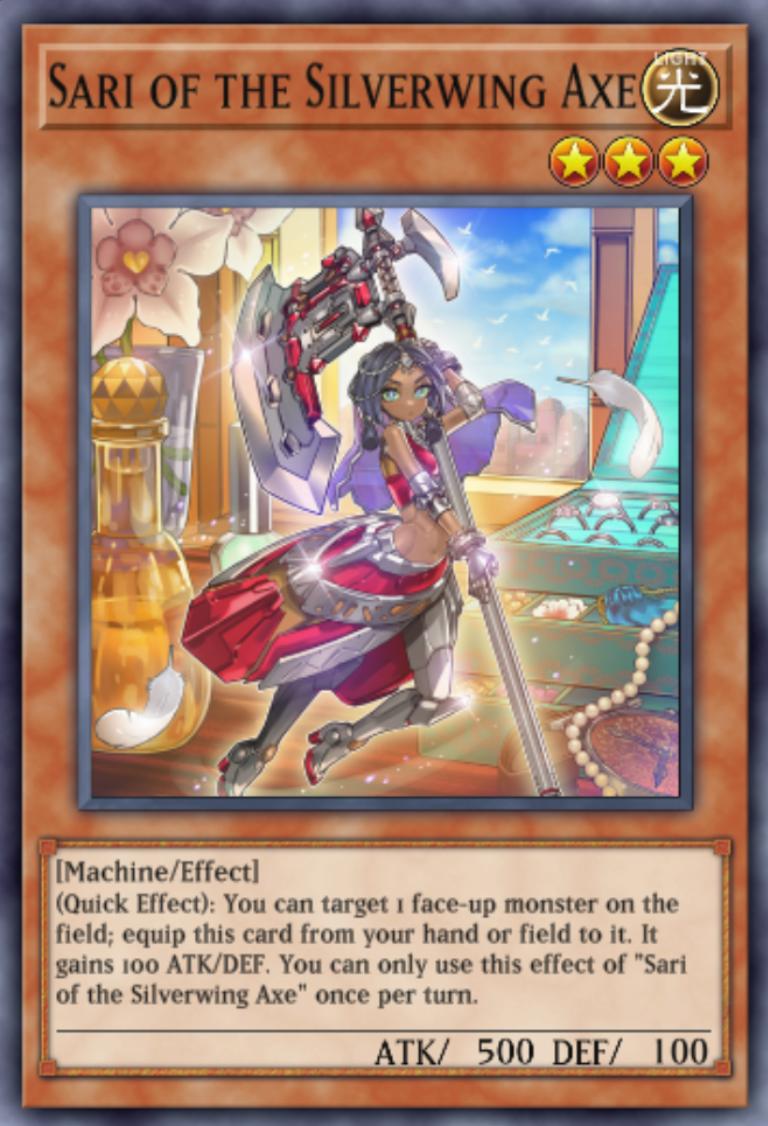 Sari of the Silverwing Axe
LIGHT
光
[Machine/Effect]
(Quick Effect): You can target 1 face-up monster on the
field; equip this card from your hand or field to it. It
gains 100 ATK/DEF. You can only use this effect of "Sari
of the Silverwing Axe" once per turn.
ATK/ 500 DEF/ 100